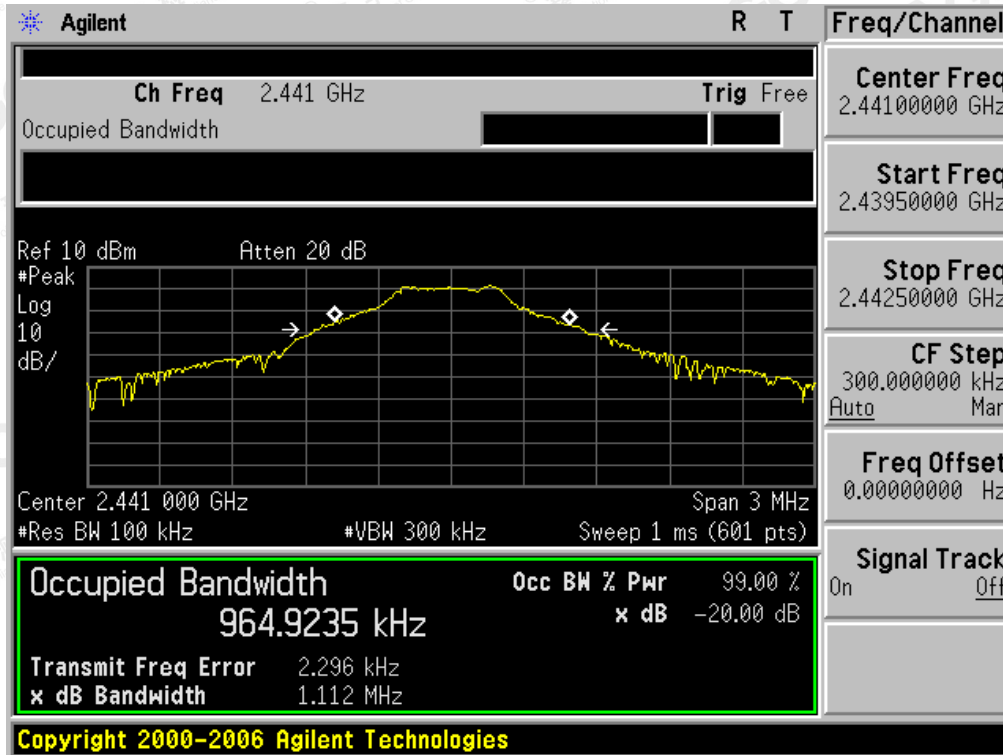 Agilent R T Freq/Channel
Ch Freq 2.441 GHz Trig Free
Occupied Bandwidth
Center Freq
2.44100000 GHz
Start Freq
2.43950000 GHz
Stop Freq
2.44250000 GHz
CF Step
300.000000 kHz
Auto Man
Freq Offset
0.00000000 Hz
Signal Track
On Off
Ref 10 dBm Atten 20 dB
#Peak
Log
10
dB/
Center 2.441 000 GHz Span 3 MHz
#Res BW 100 kHz #VBW 300 kHz Sweep 1 ms (601 pts)
Occupied Bandwidth Occ BW % Pwr 99.00 %
964.9235 kHz x dB -20.00 dB
Transmit Freq Error 2.296 kHz
x dB Bandwidth 1.112 MHz
Copyright 2000-2006 Agilent Technologies